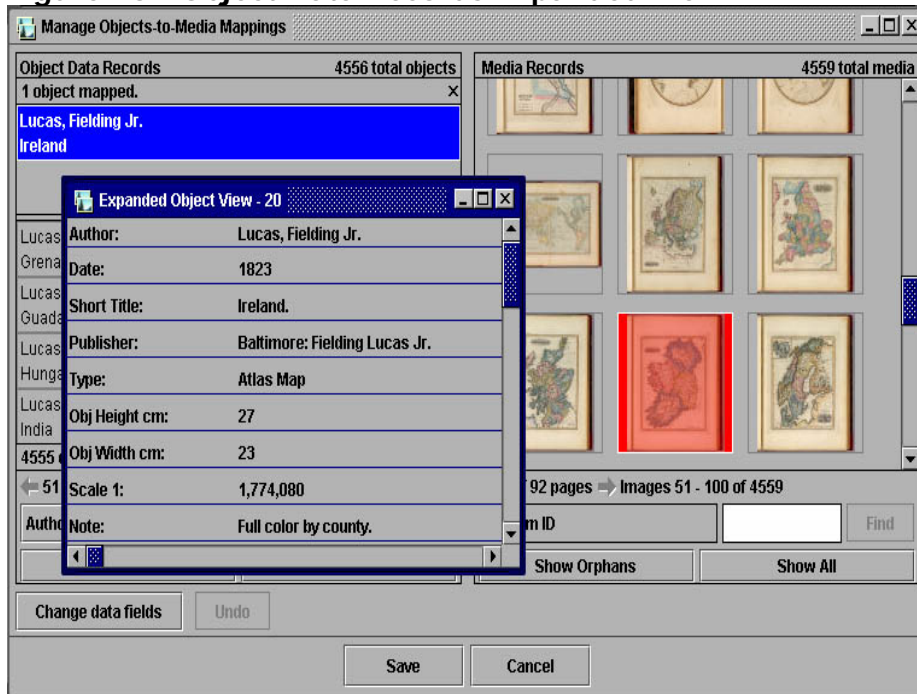 Manage Objects-to-Media Mappings
Object Data Records 4556 total objects
1 object mapped. ×
Lucas, Fielding Jr.
Ireland
Expanded Object View - 20
Author: Lucas, Fielding Jr.
Date: 1823
Short Title: Ireland.
Publisher: Baltimore: Fielding Lucas Jr.
Type: Atlas Map
Obj Height cm: 27
Obj Width cm: 23
Scale 1: 1,774,080
Note: Full color by county.
Lucas
Grena
Lucas
Guada
Lucas
Hunga
Lucas
India
4555
51
Autho
Media Records 4559 total media
92 pages Images 51 - 100 of 4559
m ID Find
Show Orphans Show All
Change data fields Undo
Save Cancel